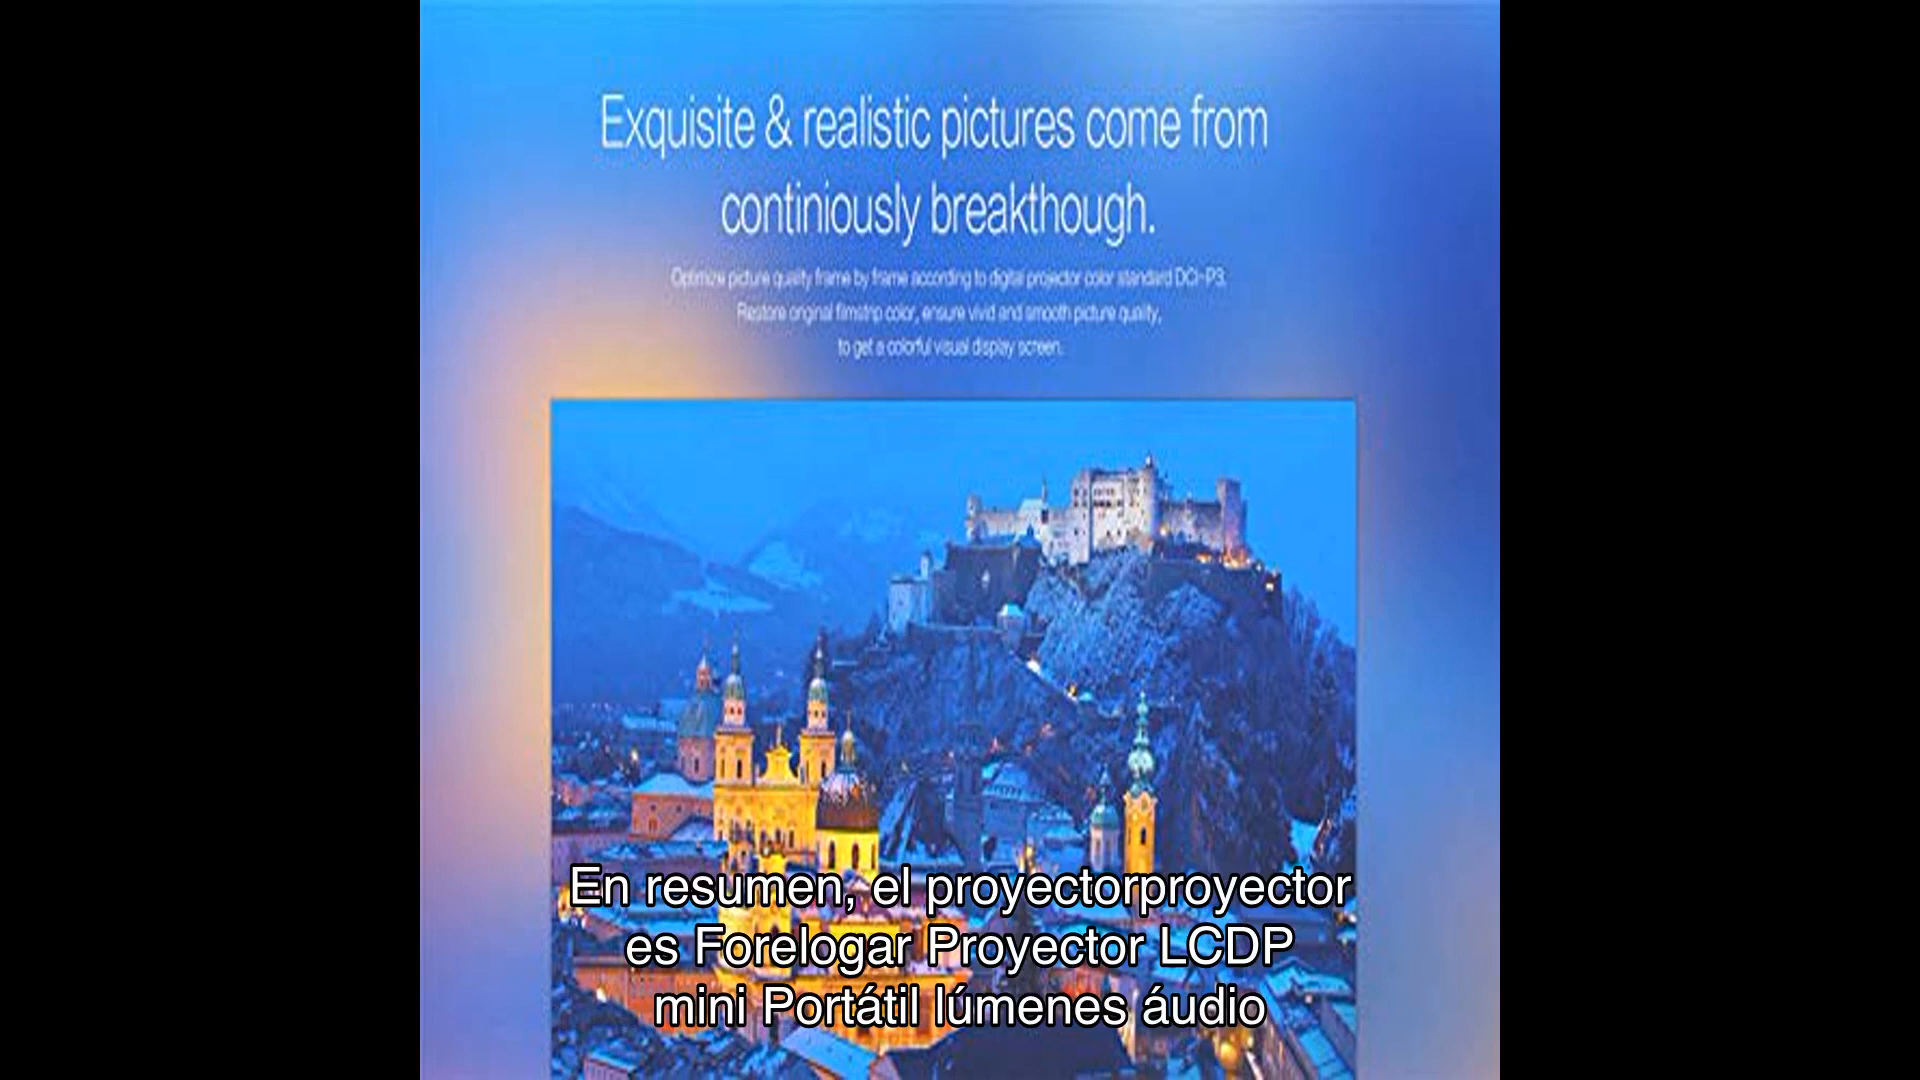 Exquisite & realistic pictures come from
continiously breakthough.
Optimize picture quality frame by frame according to digital projector color standard DCI-P3.
Restore original filmstrip color, ensure vivid and smooth picture quality,
to get a colorful visual display screen.
En resumen, el proyectorproyector
es Forelogar Proyector LCDP
mini Portátil lúmenes áudio